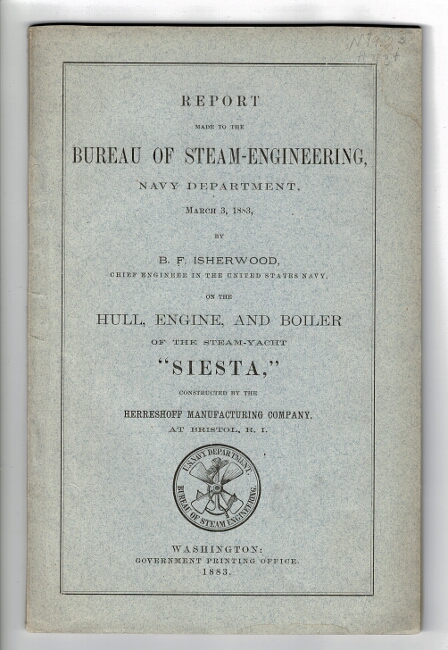 REPORT
MADE TO THE
BUREAU OF STEAM-ENGINEERING,
NAVY DEPARTMENT,
MARCH 3, 1883,
BY
B. F. ISHERWOOD,
CHIEF ENGINEER IN THE UNITED STATES NAVY,
ON THE
HULL, ENGINE, AND BOILER
OF THE STEAM-YACHT
“SIESTA,”
CONSTRUCTED BY THE
HERRESHOFF MANUFACTURING COMPANY,
AT BRISTOL, R. I.
U.S. NAVY DEPARTMENT.
BUREAU OF STEAM ENGINEERING.
WASHINGTON:
GOVERNMENT PRINTING OFFICE.
1883.